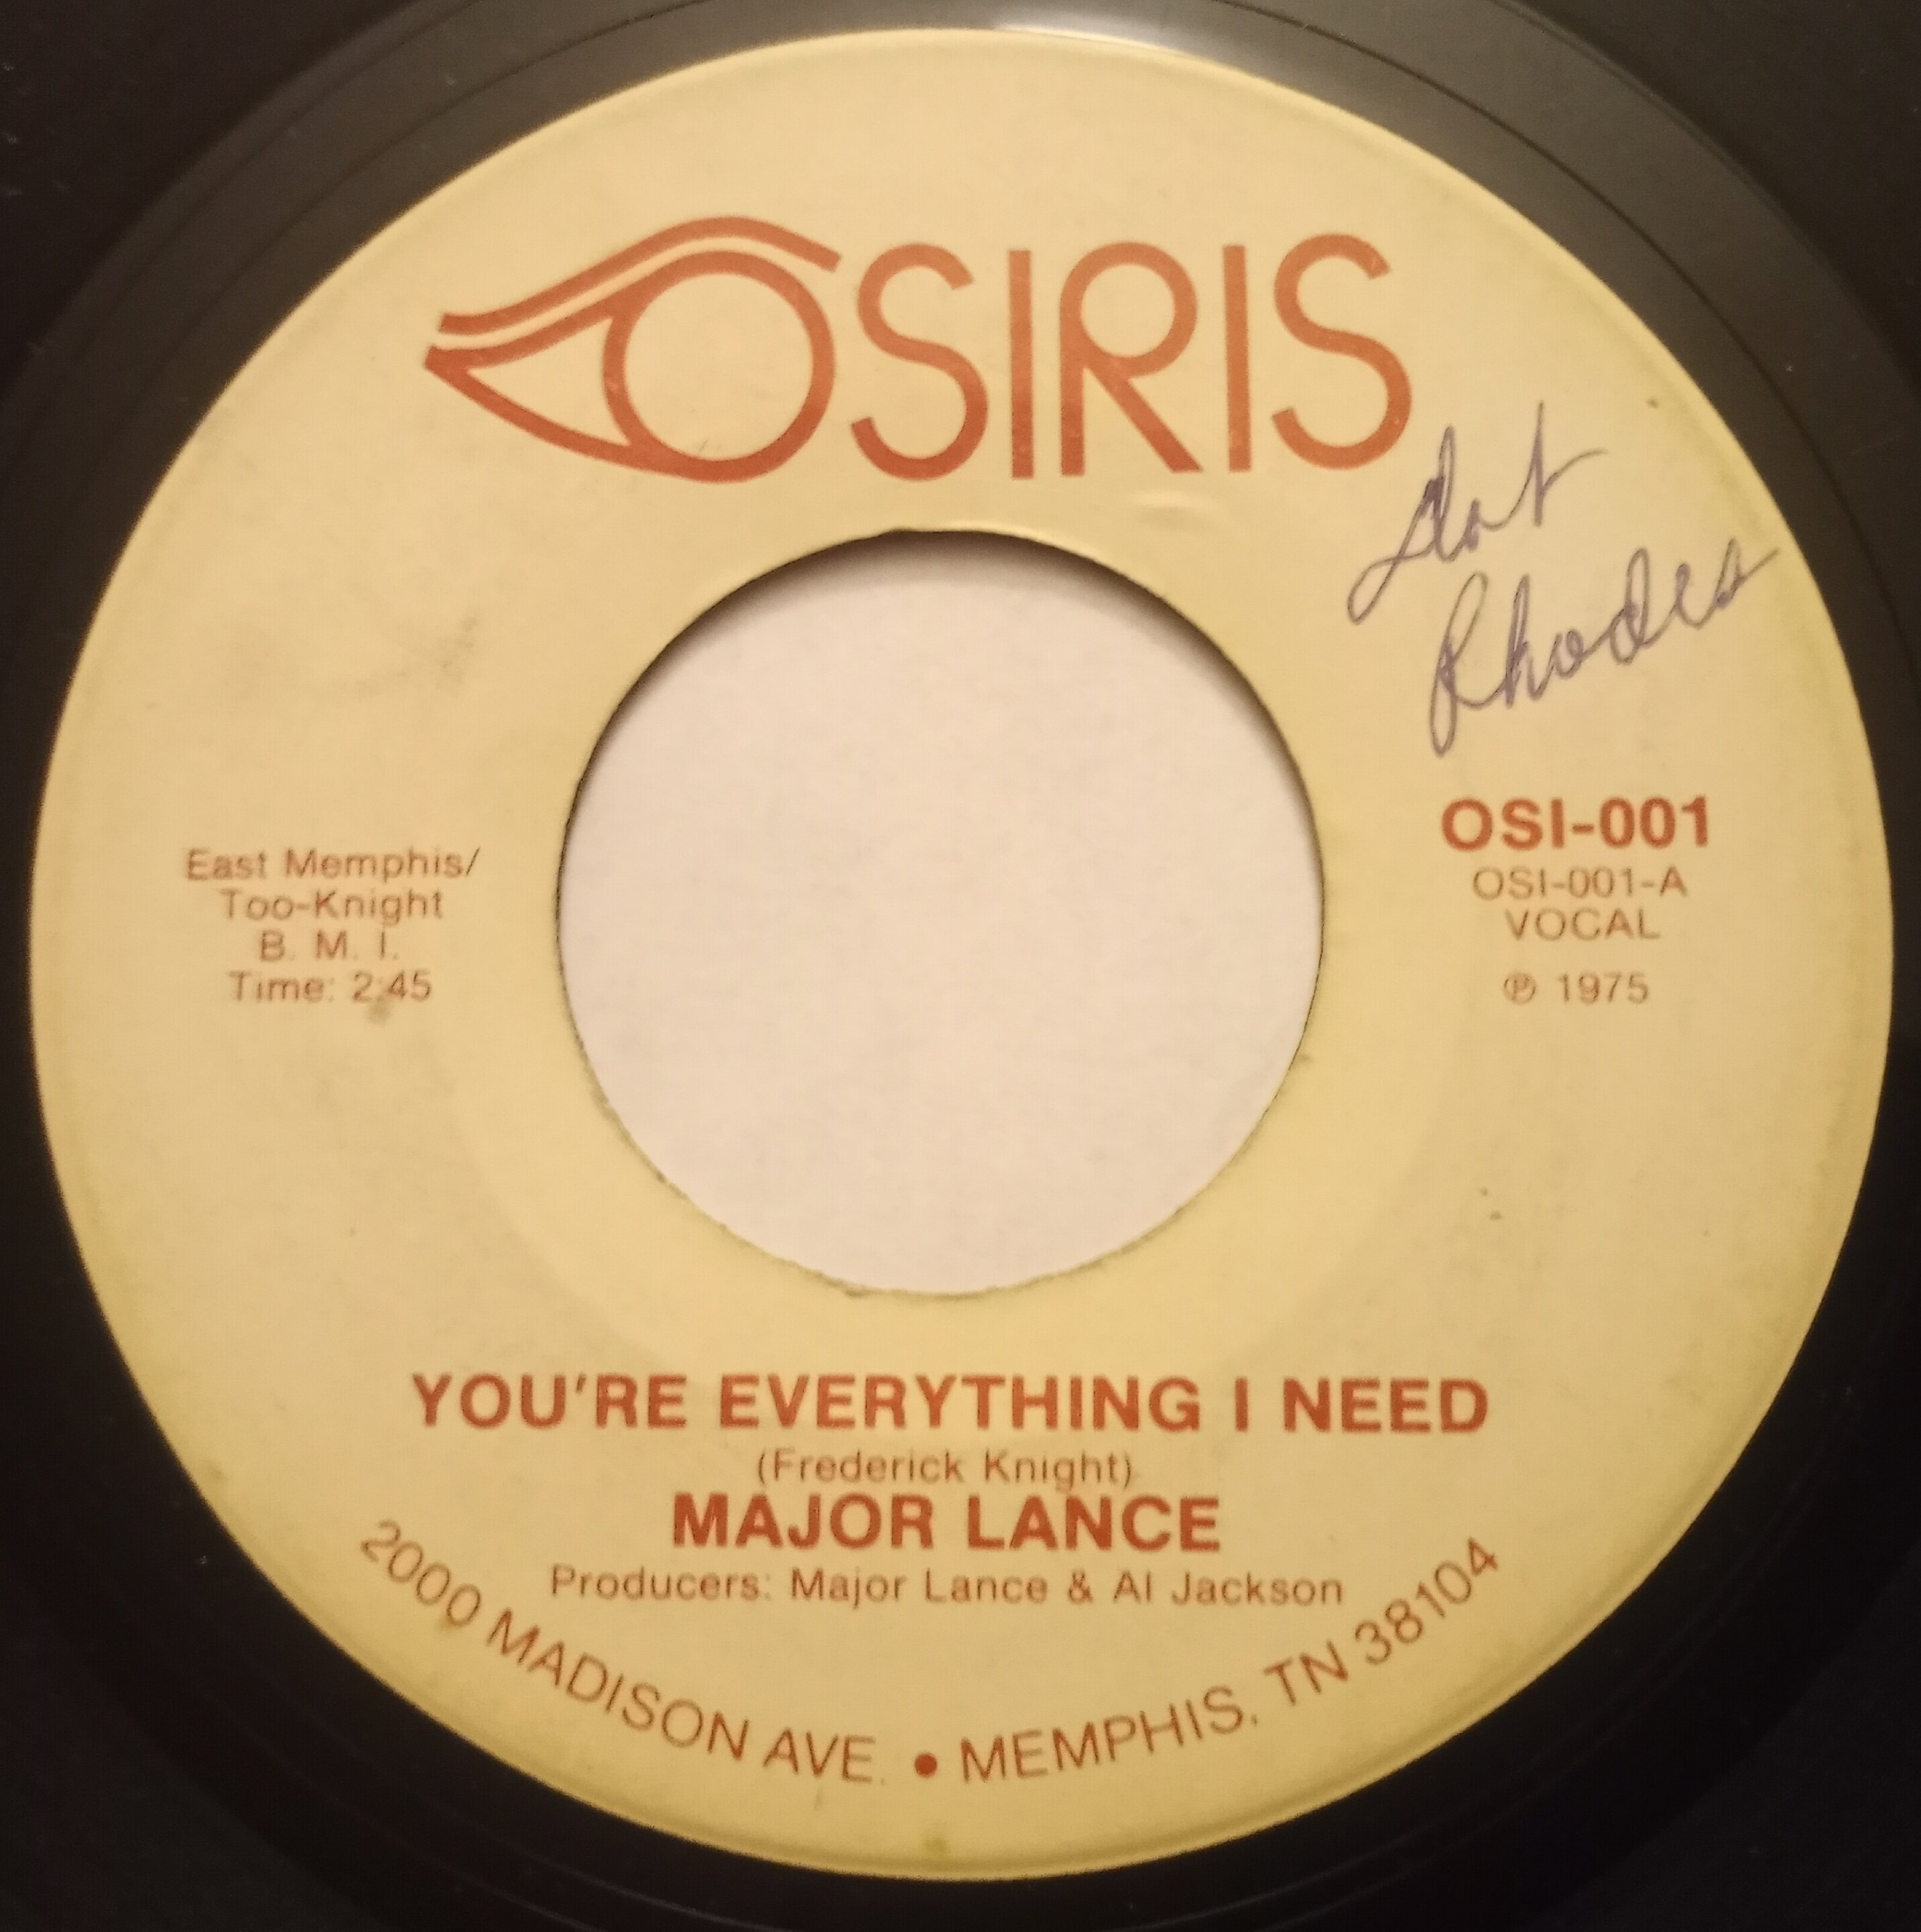 OSIRIS
Dot
Rhodes
East Memphis/
Too-Knight
B. M. I.
Time: 2:45
OSI-001
OSI-001-A
VOCAL
℗ 1975
YOU'RE EVERYTHING I NEED
(Frederick Knight)
MAJOR LANCE
Producers: Major Lance & Al Jackson
2000 MADISON AVE. • MEMPHIS, TN 38104